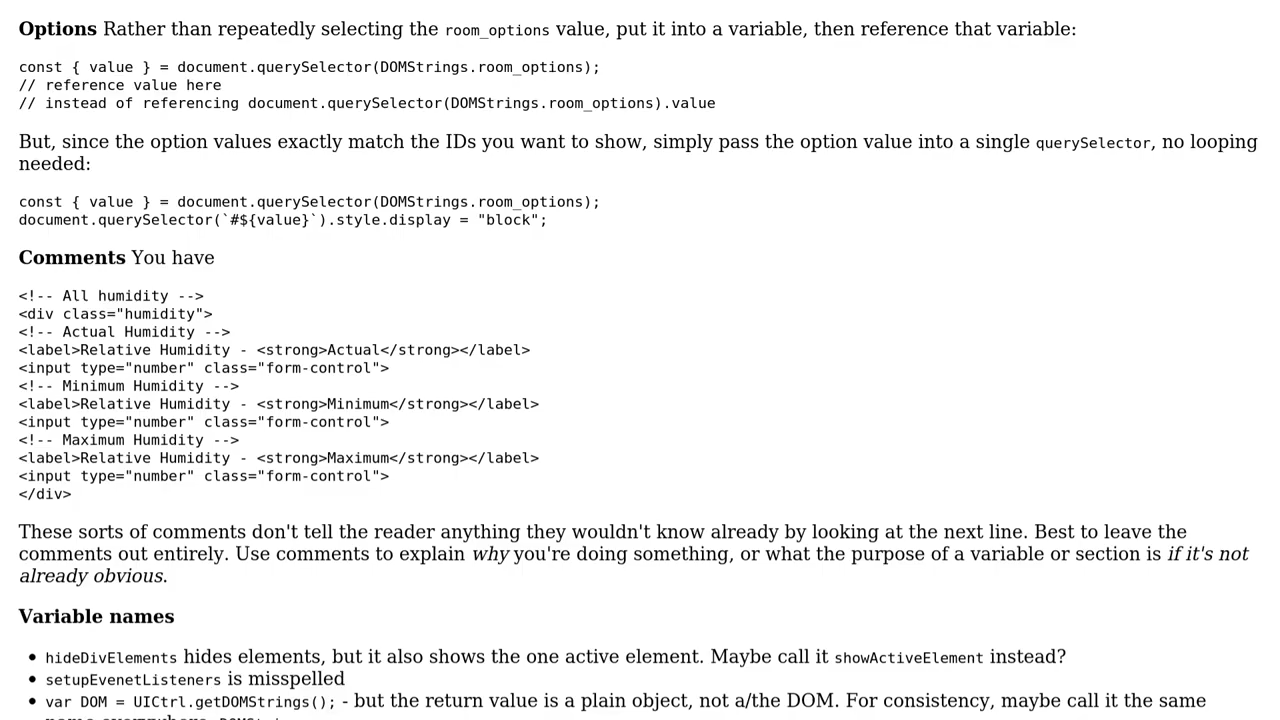 Options Rather than repeatedly selecting the room_options value, put it into a variable, then reference that variable:
const { value } = document.querySelector(DOMStrings.room_options);
// reference value here
// instead of referencing document.querySelector(DOMStrings.room_options).value
But, since the option values exactly match the IDs you want to show, simply pass the option value into a single querySelector, no looping
needed:
const { value } = document.querySelector(DOMStrings.room_options);
document.querySelector(`#${value}`).style.display = "block";
Comments You have
<!-- All humidity -->
<div class="humidity">
<!-- Actual Humidity -->
<label>Relative Humidity - <strong>Actual</strong></label>
<input type="number" class="form-control">
<!-- Minimum Humidity -->
<label>Relative Humidity - <strong>Minimum</strong></label>
<input type="number" class="form-control">
<!-- Maximum Humidity -->
<label>Relative Humidity - <strong>Maximum</strong></label>
<input type="number" class="form-control">
</div>
These sorts of comments don't tell the reader anything they wouldn't know already by looking at the next line. Best to leave the
comments out entirely. Use comments to explain why you're doing something, or what the purpose of a variable or section is if it's not
already obvious.
Variable names
• hideDivElements hides elements, but it also shows the one active element. Maybe call it showActiveElement instead?
• setupEvenetListeners is misspelled
• var DOM = UICtrl.getDOMStrings(); - but the return value is a plain object, not a/the DOM. For consistency, maybe call it the same